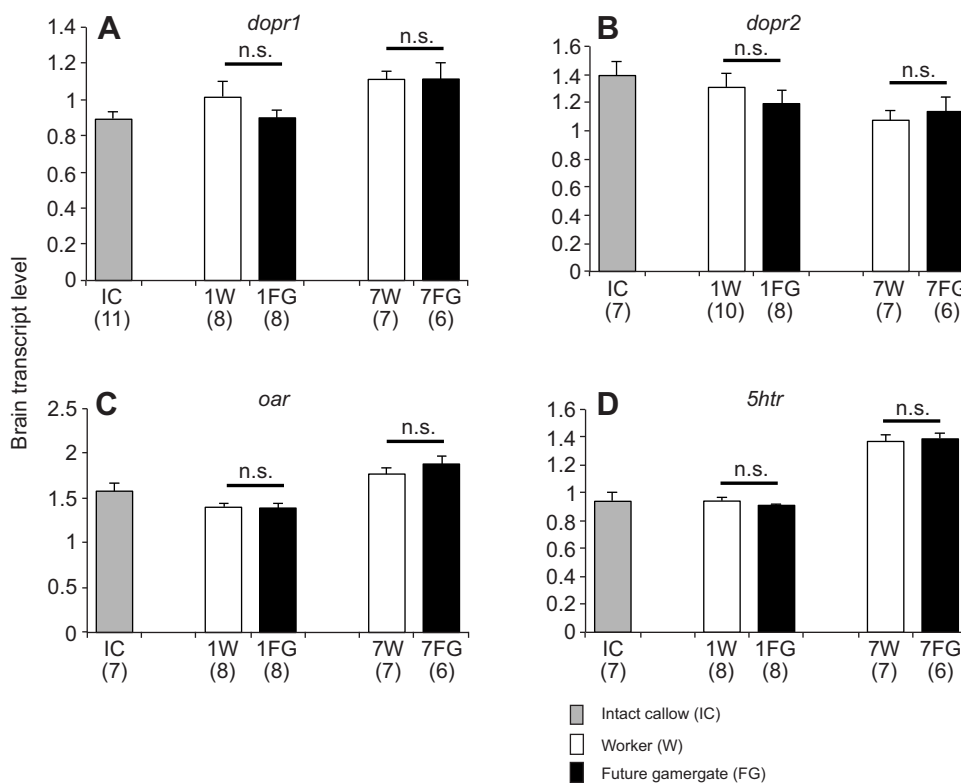 Brain transcript level
A
dopr1
1.4
1.2
1
0.8
0.6
0.4
0.2
0
n.s.
n.s.
IC 1W 1FG 7W 7FG
(11) (8) (8) (7) (6)
B
dopr2
1.6
1.4
1.2
1
0.8
0.6
0.4
0.2
0
n.s.
n.s.
IC 1W 1FG 7W 7FG
(7) (10) (8) (7) (6)
C
oar
2.5
2
1.5
1
0.5
0
n.s.
n.s.
IC 1W 1FG 7W 7FG
(7) (8) (8) (7) (6)
D
5htr
1.6
1.4
1.2
1
0.8
0.6
0.4
0.2
0
n.s.
n.s.
IC 1W 1FG 7W 7FG
(7) (8) (8) (7) (6)
Intact callow (IC)
Worker (W)
Future gamergate (FG)